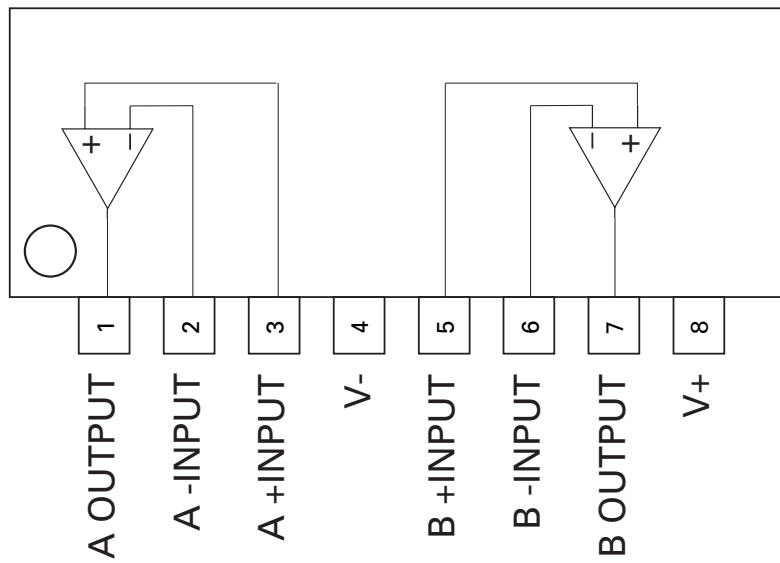 + −
− +
1
2
3
4
5
6
7
8
A OUTPUT
A -INPUT
A +INPUT
V-
B +INPUT
B -INPUT
B OUTPUT
V+